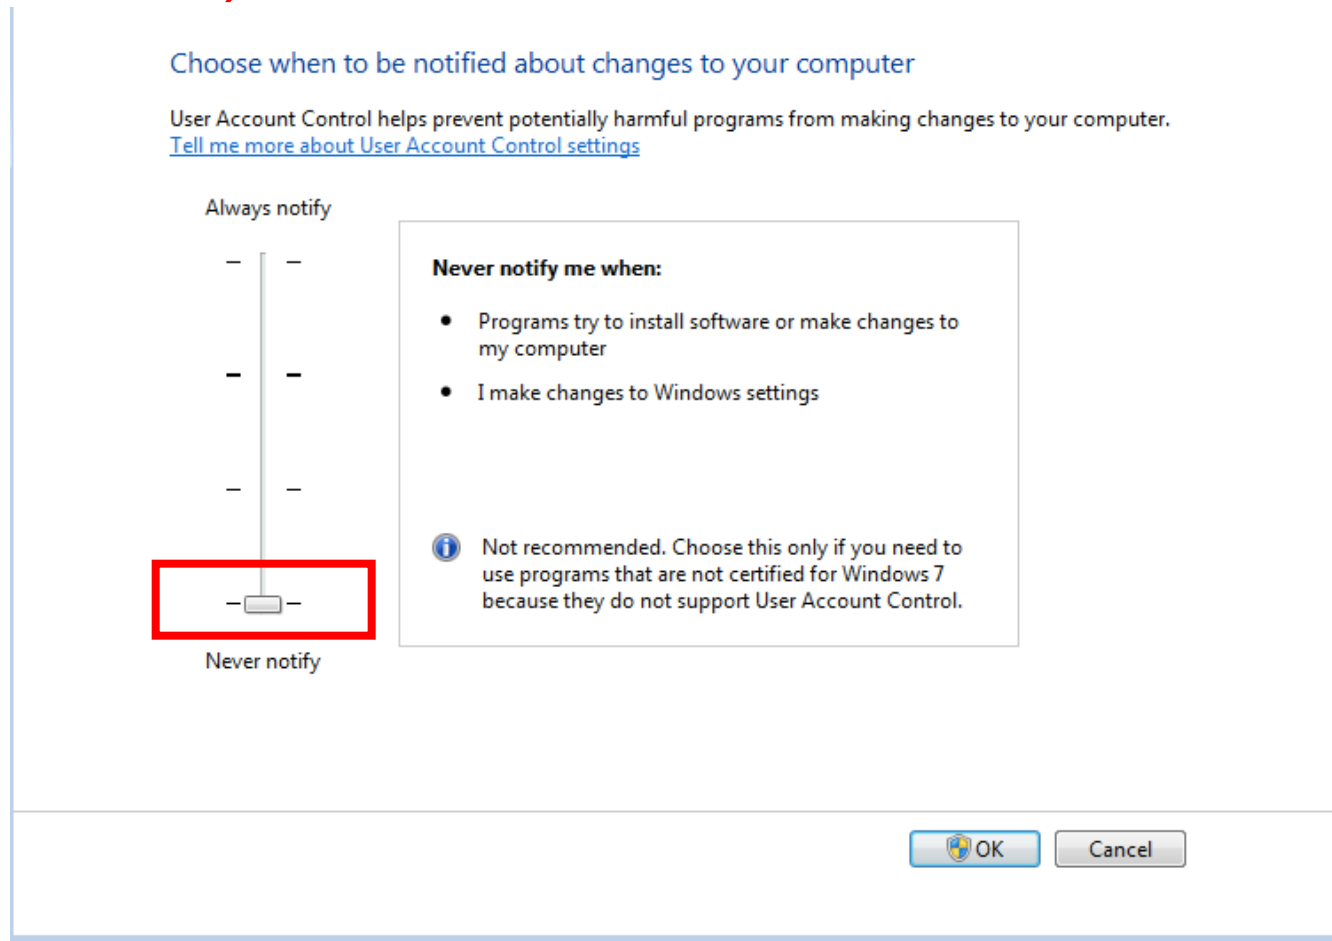 Choose when to be notified about changes to your computer
User Account Control helps prevent potentially harmful programs from making changes to your computer.
Tell me more about User Account Control settings
Always notify
Never notify me when:
• Programs try to install software or make changes to
my computer
• I make changes to Windows settings
Not recommended. Choose this only if you need to
use programs that are not certified for Windows 7
because they do not support User Account Control.
Never notify
OK
Cancel